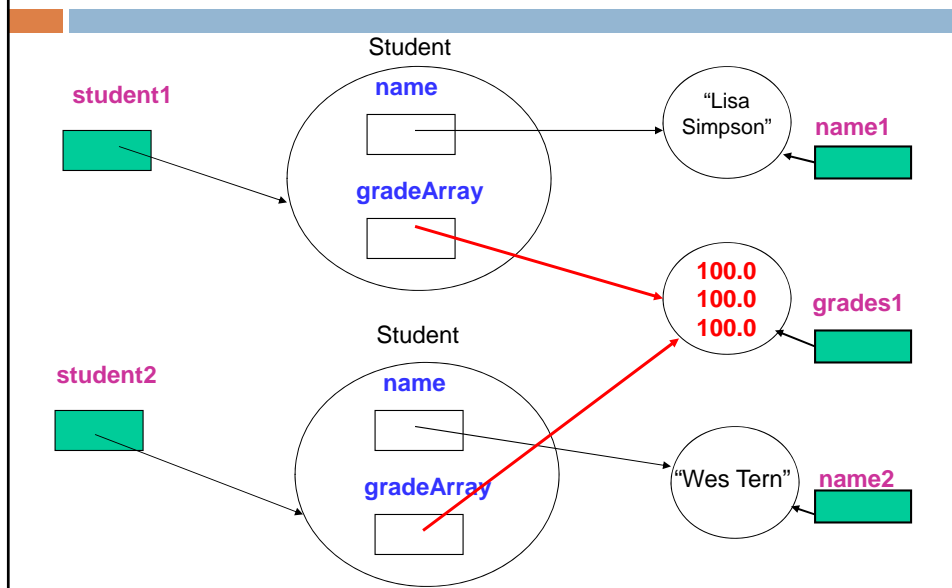 Student
student1
name
"Lisa
Simpson"
name1
gradeArray
100.0
100.0
100.0
grades1
Student
student2
name
gradeArray
“Wes Tern”
name2